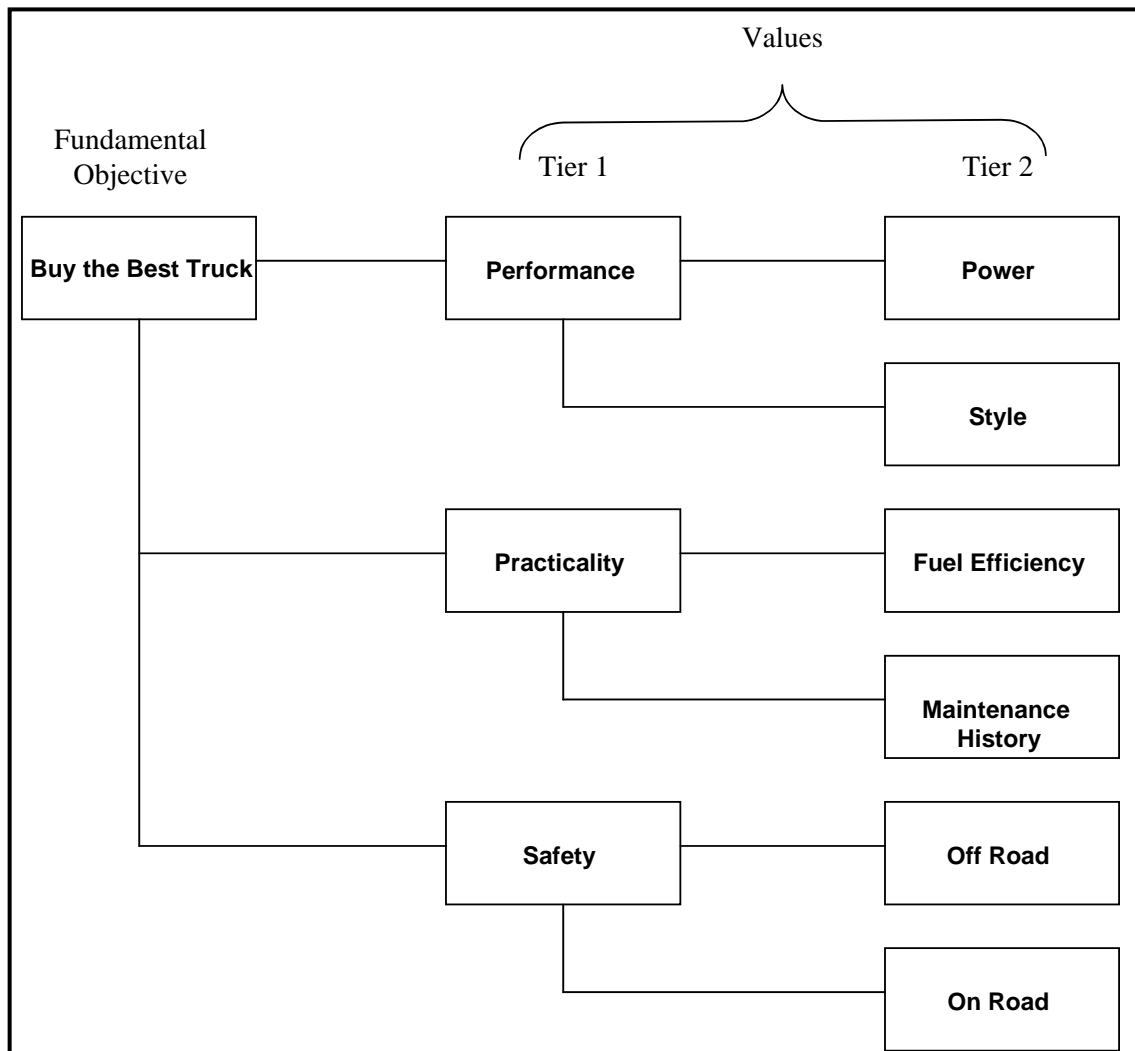 Values
Fundamental
Objective
Tier 1
Tier 2
Buy the Best Truck
Performance
Power
Style
Practicality
Fuel Efficiency
Maintenance
History
Safety
Off Road
On Road